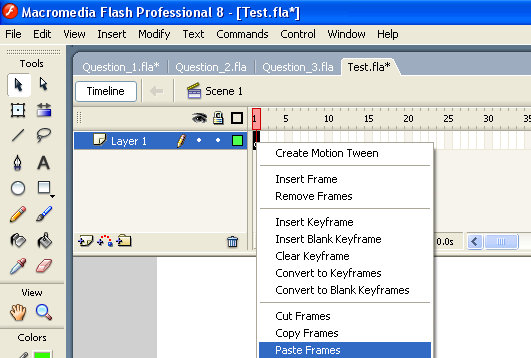 Macromedia Flash Professional 8 - [Test.fla*]
File Edit View Insert Modify Text Commands Control Window Help
Tools
Question_1.fla* Question_2.fla Question_3.fla Test.fla*
Timeline Scene 1
1 5 10 15 20 25 30 35
Layer 1
Create Motion Tween
Insert Frame
Remove Frames
Insert Keyframe
Insert Blank Keyframe
Clear Keyframe
0.0s
Convert to Keyframes
Convert to Blank Keyframes
View
Cut Frames
Copy Frames
Colors
Paste Frames